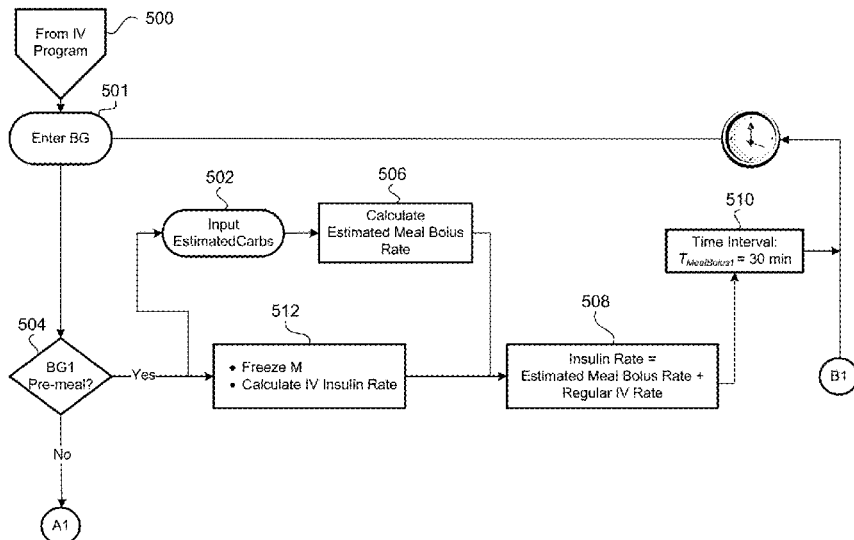 500
From IV
Program
501
Enter BG
502
Input
EstimatedCarbs
506
Calculate
Estimated Meal Bolus
Rate
510
Time Interval:
TMealBolus1 = 30 min
504
BG1
Pre-meal?
Yes
512
• Freeze M
• Calculate IV Insulin Rate
508
Insulin Rate =
Estimated Meal Bolus Rate +
Regular IV Rate
B1
No
A1